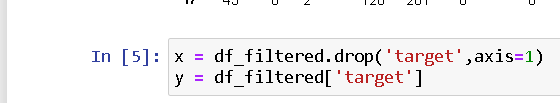 In [5]: x = df_filtered.drop('target',axis=1)
y = df_filtered['target']